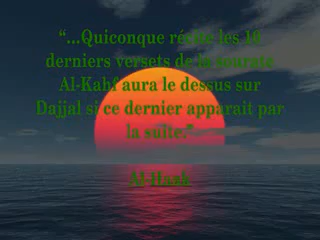 “...Quiconque récite les 10
derniers versets de la sourate
Al-Kahf aura le dessus sur
Dajjal si ce dernier apparait par
la suite.”